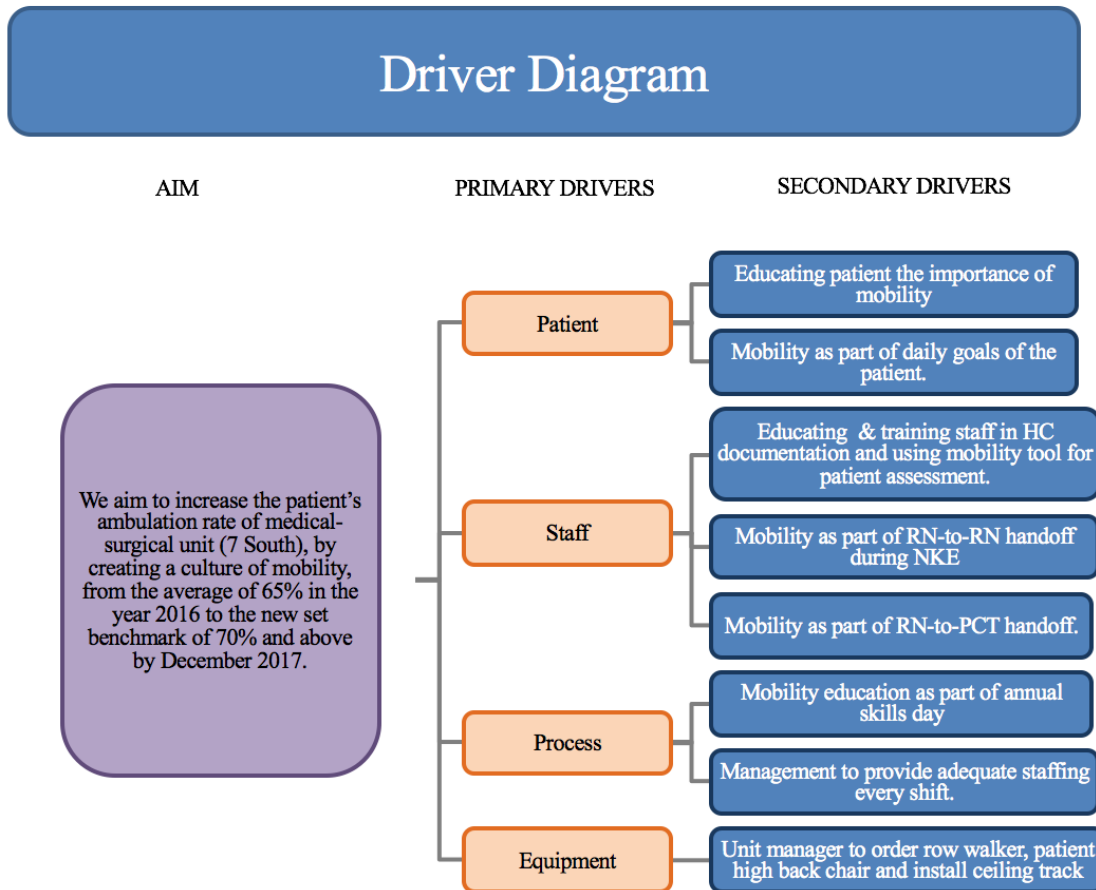 Driver Diagram
AIM
PRIMARY DRIVERS
SECONDARY DRIVERS
We aim to increase the patient’s
ambulation rate of medical-
surgical unit (7 South), by
creating a culture of mobility,
from the average of 65% in the
year 2016 to the new set
benchmark of 70% and above
by December 2017.
Patient
Educating patient the importance of
mobility
Mobility as part of daily goals of the
patient.
Staff
Educating & training staff in HC
documentation and using mobility tool for
patient assessment.
Mobility as part of RN-to-RN handoff
during NKE
Mobility as part of RN-to-PCT handoff.
Process
Mobility education as part of annual
skills day
Management to provide adequate staffing
every shift.
Equipment
Unit manager to order row walker, patient
high back chair and install ceiling track